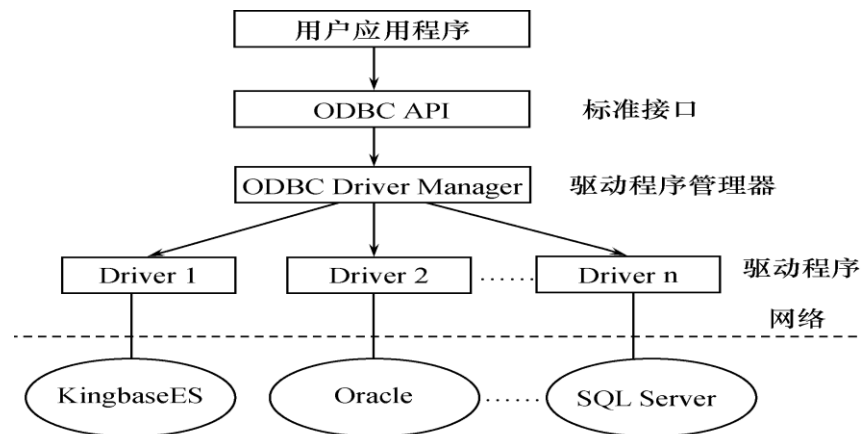 用户应用程序
ODBC API 标准接口
ODBC Driver Manager 驱动程序管理器
Driver 1 Driver 2 ...... Driver n 驱动程序
网络
KingbaseES Oracle ...... SQL Server